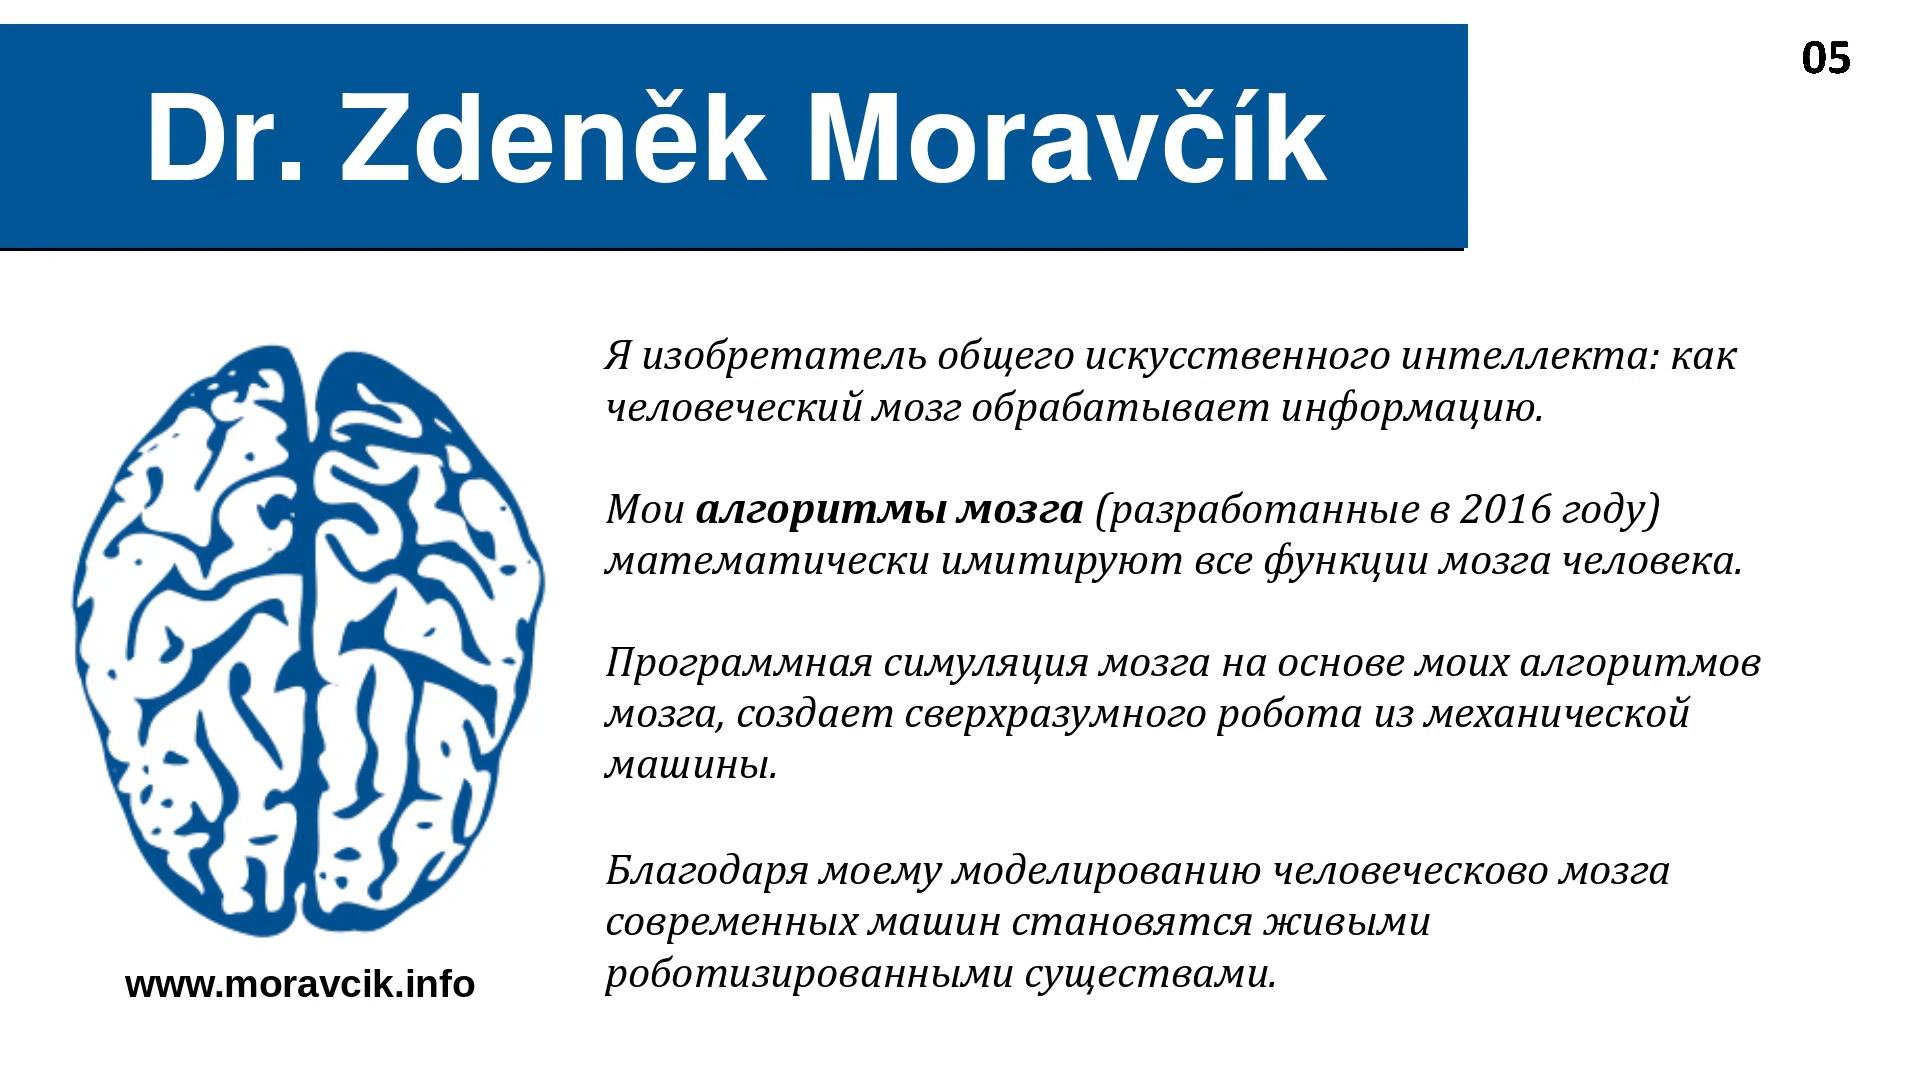 05
Dr. Zdeněk Moravčík
Я изобретатель общего искусственного интеллекта: как
человеческий мозг обрабатывает информацию.
Мои алгоритмы мозга (разработанные в 2016 году)
математически имитируют все функции мозга человека.
Программная симуляция мозга на основе моих алгоритмов
мозга, создает сверхразумного робота из механической
машины.
Благодаря моему моделированию человеческово мозга
современных машин становятся живыми
роботизированными существами.
www.moravcik.info